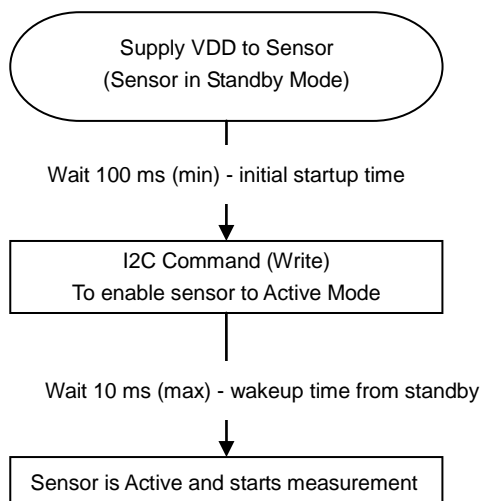 Supply VDD to Sensor
(Sensor in Standby Mode)
Wait 100 ms (min) - initial startup time
I2C Command (Write)
To enable sensor to Active Mode
Wait 10 ms (max) - wakeup time from standby
Sensor is Active and starts measurement